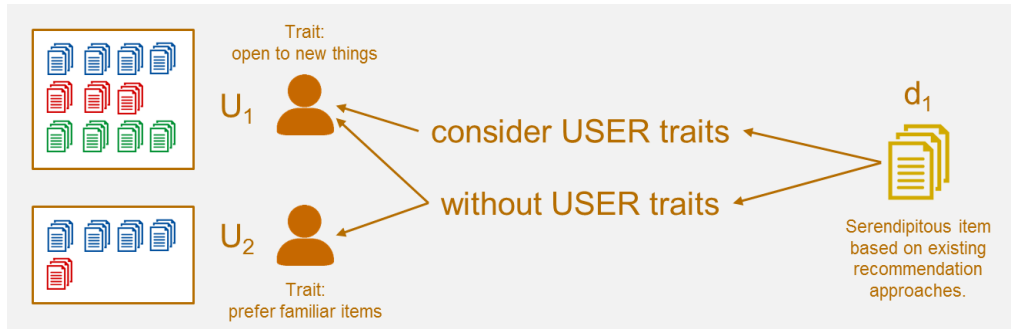 Trait:
open to new things
U1
consider USER traits
d1
without USER traits
U2
Trait:
prefer familiar items
Serendipitous item
based on existing
recommendation
approaches.